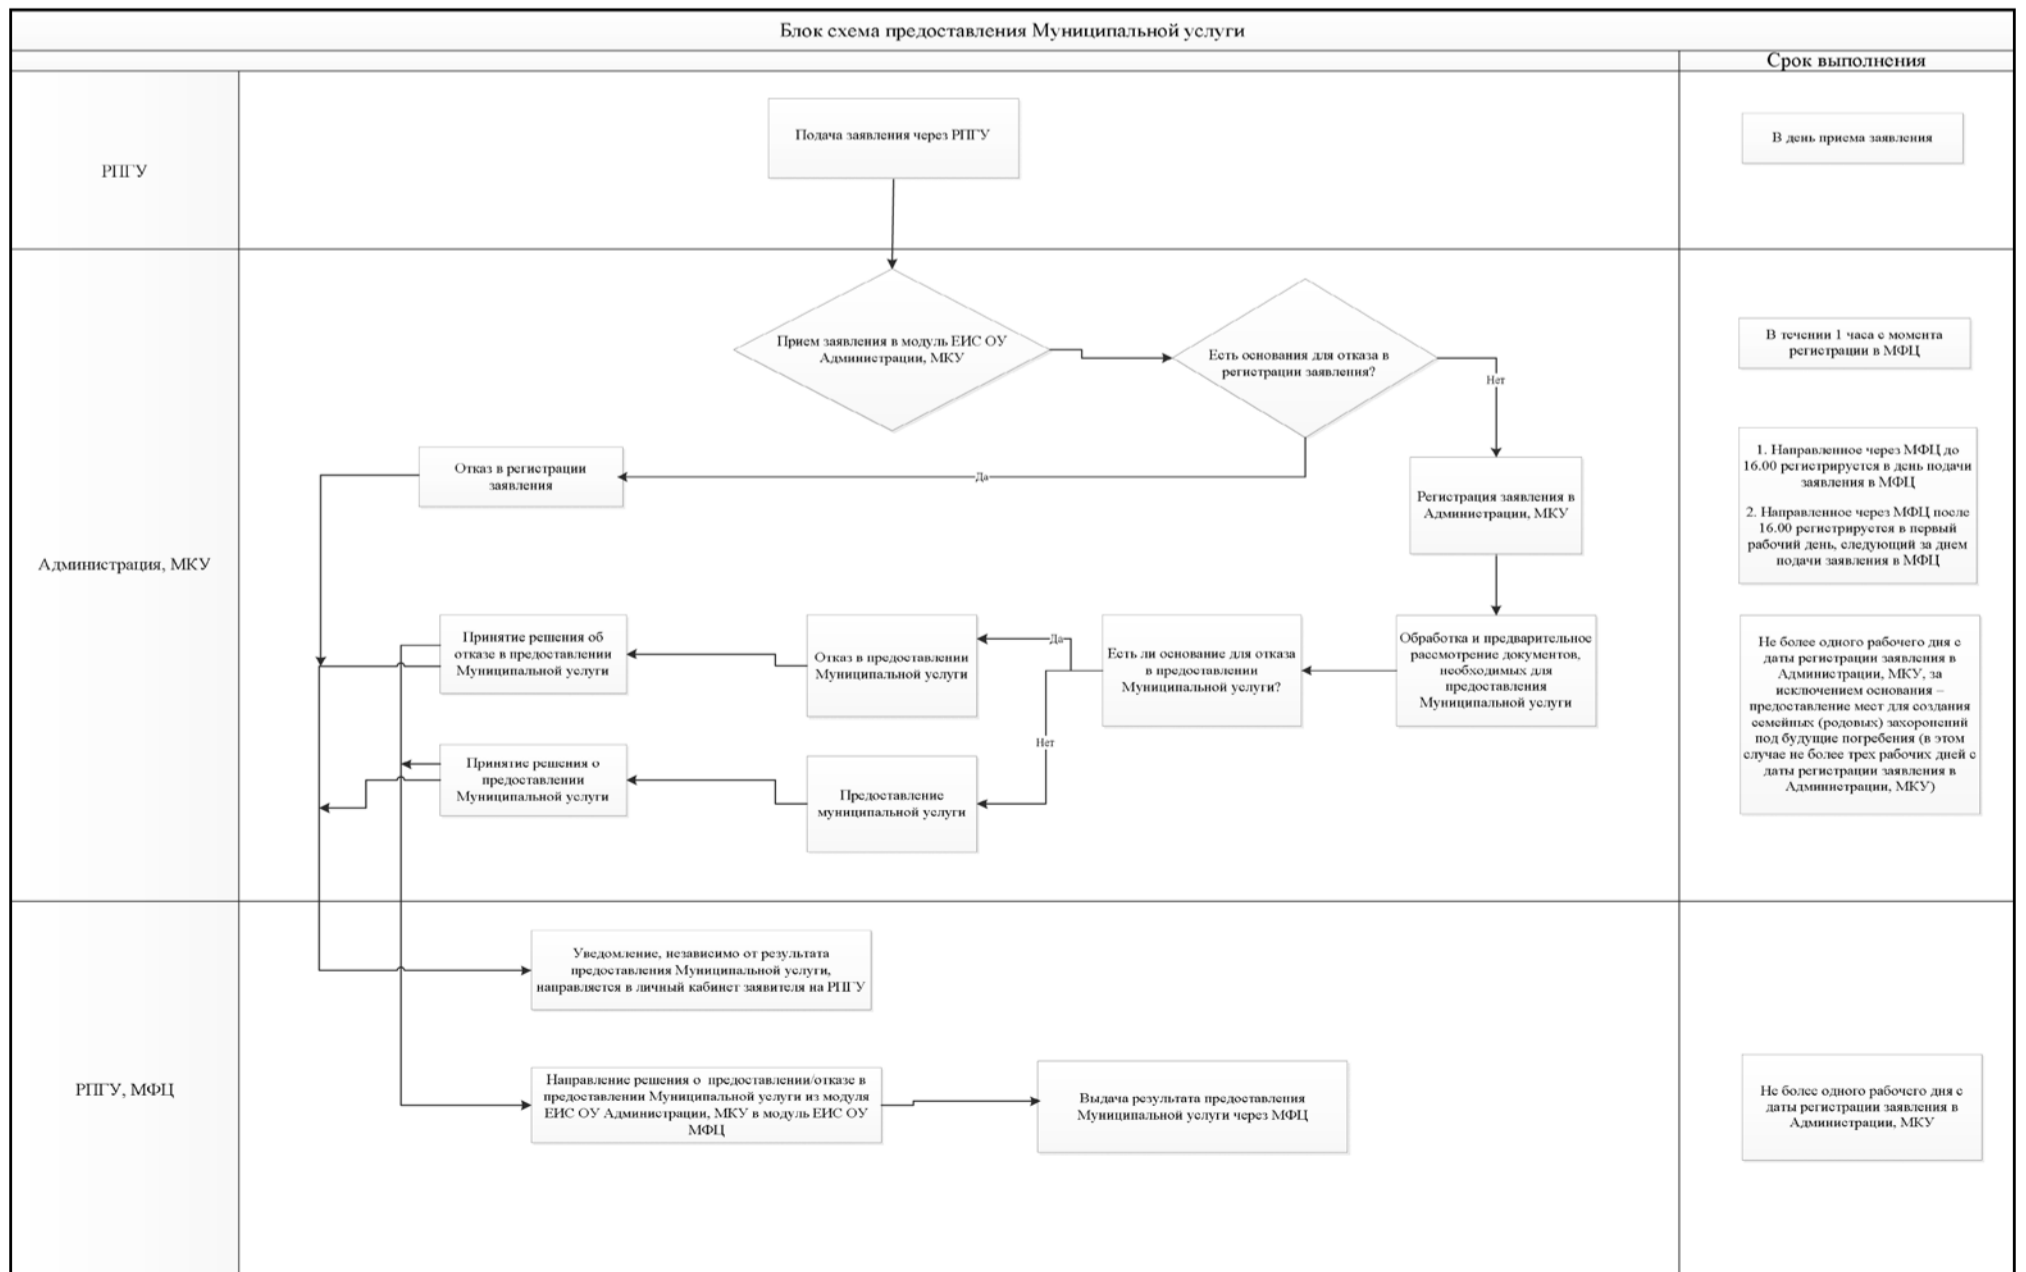 Блок схема предоставления Муниципальной услуги
Срок выполнения
РПГУ
Подача заявления через РПГУ
В день приема заявления
Администрация, МКУ
Прием заявления в модуль ЕИС ОУ
Администрации, МКУ
Есть основания для отказа в
регистрации заявления?
Нет
В течении 1 часа с момента
регистрации в МФЦ
Отказ в регистрации
заявления
Да
Регистрация заявления в
Администрации, МКУ
1. Направленное через МФЦ до
16.00 регистрируется в день подачи
заявления в МФЦ
2. Направленное через МФЦ после
16.00 регистрируется в первый
рабочий день, следующий за днем
подачи заявления в МФЦ
Принятие решения об
отказе в предоставлении
Муниципальной услуги
Отказ в предоставлении
Муниципальной услуги
Да
Есть ли основание для отказа
в предоставлении
Муниципальной услуги?
Обработка и предварительное
рассмотрение документов,
необходимых для
предоставления
Муниципальной услуги
Не более одного рабочего дня с
даты регистрации заявления в
Администрации, МКУ, за
исключением основания –
предоставление мест для создания
семейных (родовых) захоронений
под будущие погребения (в этом
случае не более трех рабочих дней с
даты регистрации заявления в
Администрации, МКУ)
Нет
Принятие решения о
предоставлении
Муниципальной услуги
Предоставление
муниципальной услуги
РПГУ, МФЦ
Уведомление, независимо от результата
предоставления Муниципальной услуги,
направляется в личный кабинет заявителя на РПГУ
Направление решения о предоставлении/отказе в
предоставлении Муниципальной услуги из модуля
ЕИС ОУ Администрации, МКУ в модуль ЕИС ОУ
МФЦ
Выдача результата предоставления
Муниципальной услуги через МФЦ
Не более одного рабочего дня с
даты регистрации заявления в
Администрации, МКУ